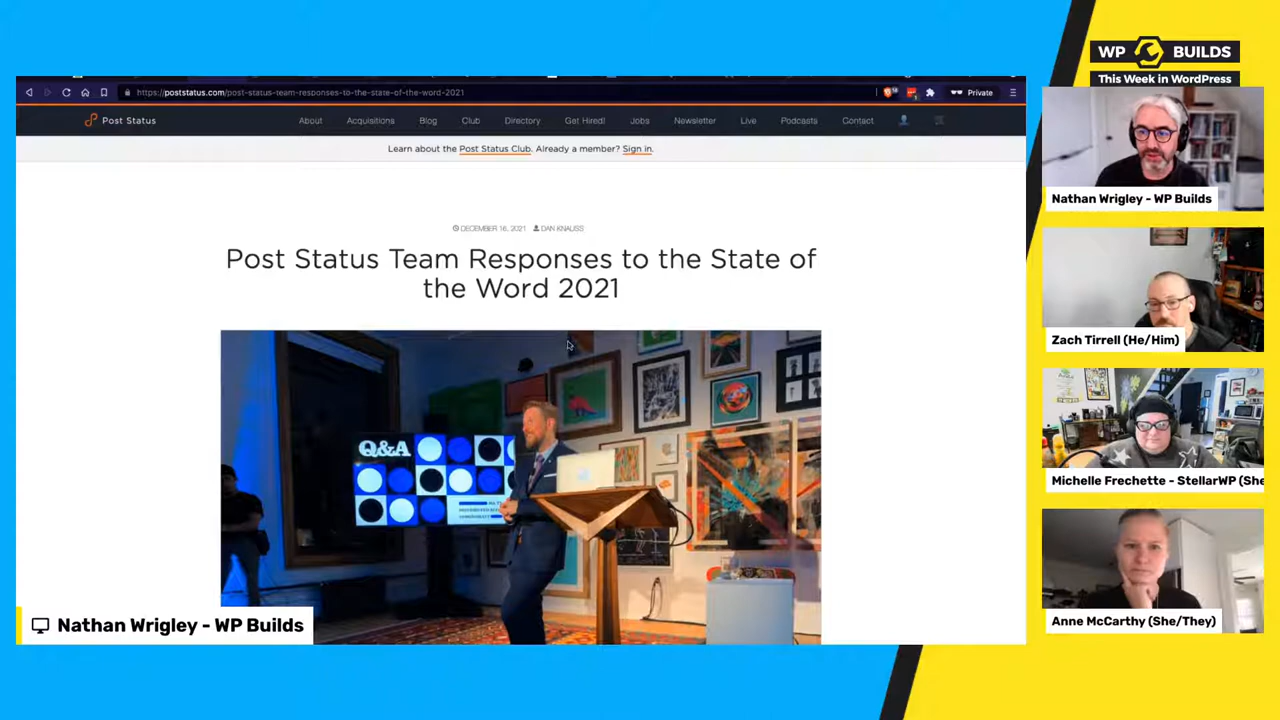 WP BUILDS
This Week in WordPress
https://poststatus.com/post-status-team-responses-to-the-state-of-the-word-2021
Private
Post Status
About Acquisitions Blog Club Directory Get Hired! Jobs Newsletter Live Podcasts Contact
Learn about the Post Status Club. Already a member? Sign in.
DECEMBER 16, 2021 DAN KNAUSS
Post Status Team Responses to the State of
the Word 2021
Q&A
Nathan Wrigley - WP Builds
Nathan Wrigley - WP Builds
Zach Tirrell (He/Him)
Michelle Frechette - StellarWP (She
Anne McCarthy (She/They)